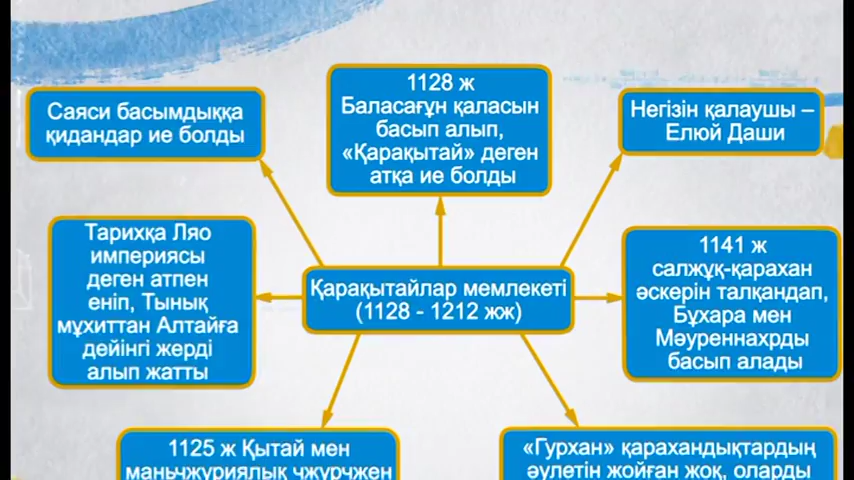 1128 ж
Баласағұн қаласын
басып алып,
«Қарақытай» деген
атқа ие болды
Саяси басымдыққа
қидандар ие болды
Негізін қалаушы –
Елюй Даши
Тарихқа Ляо
империясы
деген атпен
еніп, Тынық
мұхиттан Алтайға
дейінгі жерді
алып жатты
Қарақытайлар мемлекеті
(1128 - 1212 жж)
1141 ж
салжұқ-қарахан
әскерін талқандап,
Бұхара мен
Мәуреннахрды
басып алады
1125 ж Қытай мен
маньчжуриялық чжурчжен
«Гурхан» қарахандықтардың
әулетін жойған жоқ, оларды